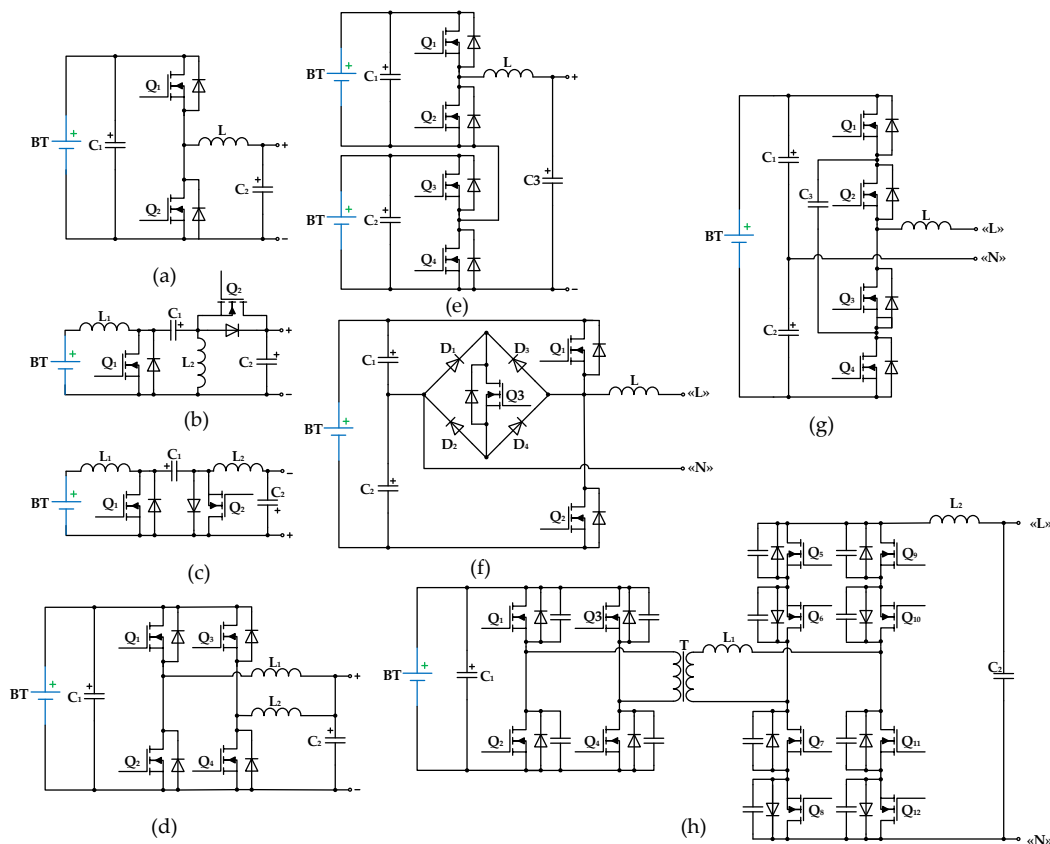 Q₁
BT
C₁
+
L
+
C₂
+
Q₂
−
(a)
L₁
C₁
+
Q₂
+
BT
+
Q₁
L₂
C₂
+
−
(b)
L₁
C₁
+
L₂
−
BT
+
Q₁
Q₂
C₂
+
+
(c)
BT
+
C₁
+
Q₁
Q₃
L₁
+
L₂
C₂
+
Q₂
Q₄
−
(d)
BT
+
C₁
+
Q₁
L
+
Q₂
BT
+
C₂
+
Q₃
C3
+
Q₄
−
(e)
C₁
+
D₁
D₃
Q₁
Q3
L
«L»
BT
+
D₂
D₄
C₂
+
«N»
Q₂
(f)
Q₁
C₁
+
C₃
Q₂
L
«L»
BT
+
«N»
Q₃
C₂
+
Q₄
(g)
BT
+
C₁
+
Q₁
Q3
T
L₁
Q₂
Q₄
Q₅
Q₉
Q₆
Q₁₀
Q₇
Q₁₁
Q₈
Q₁₂
L₂
«L»
C₂
+
«N»
(h)